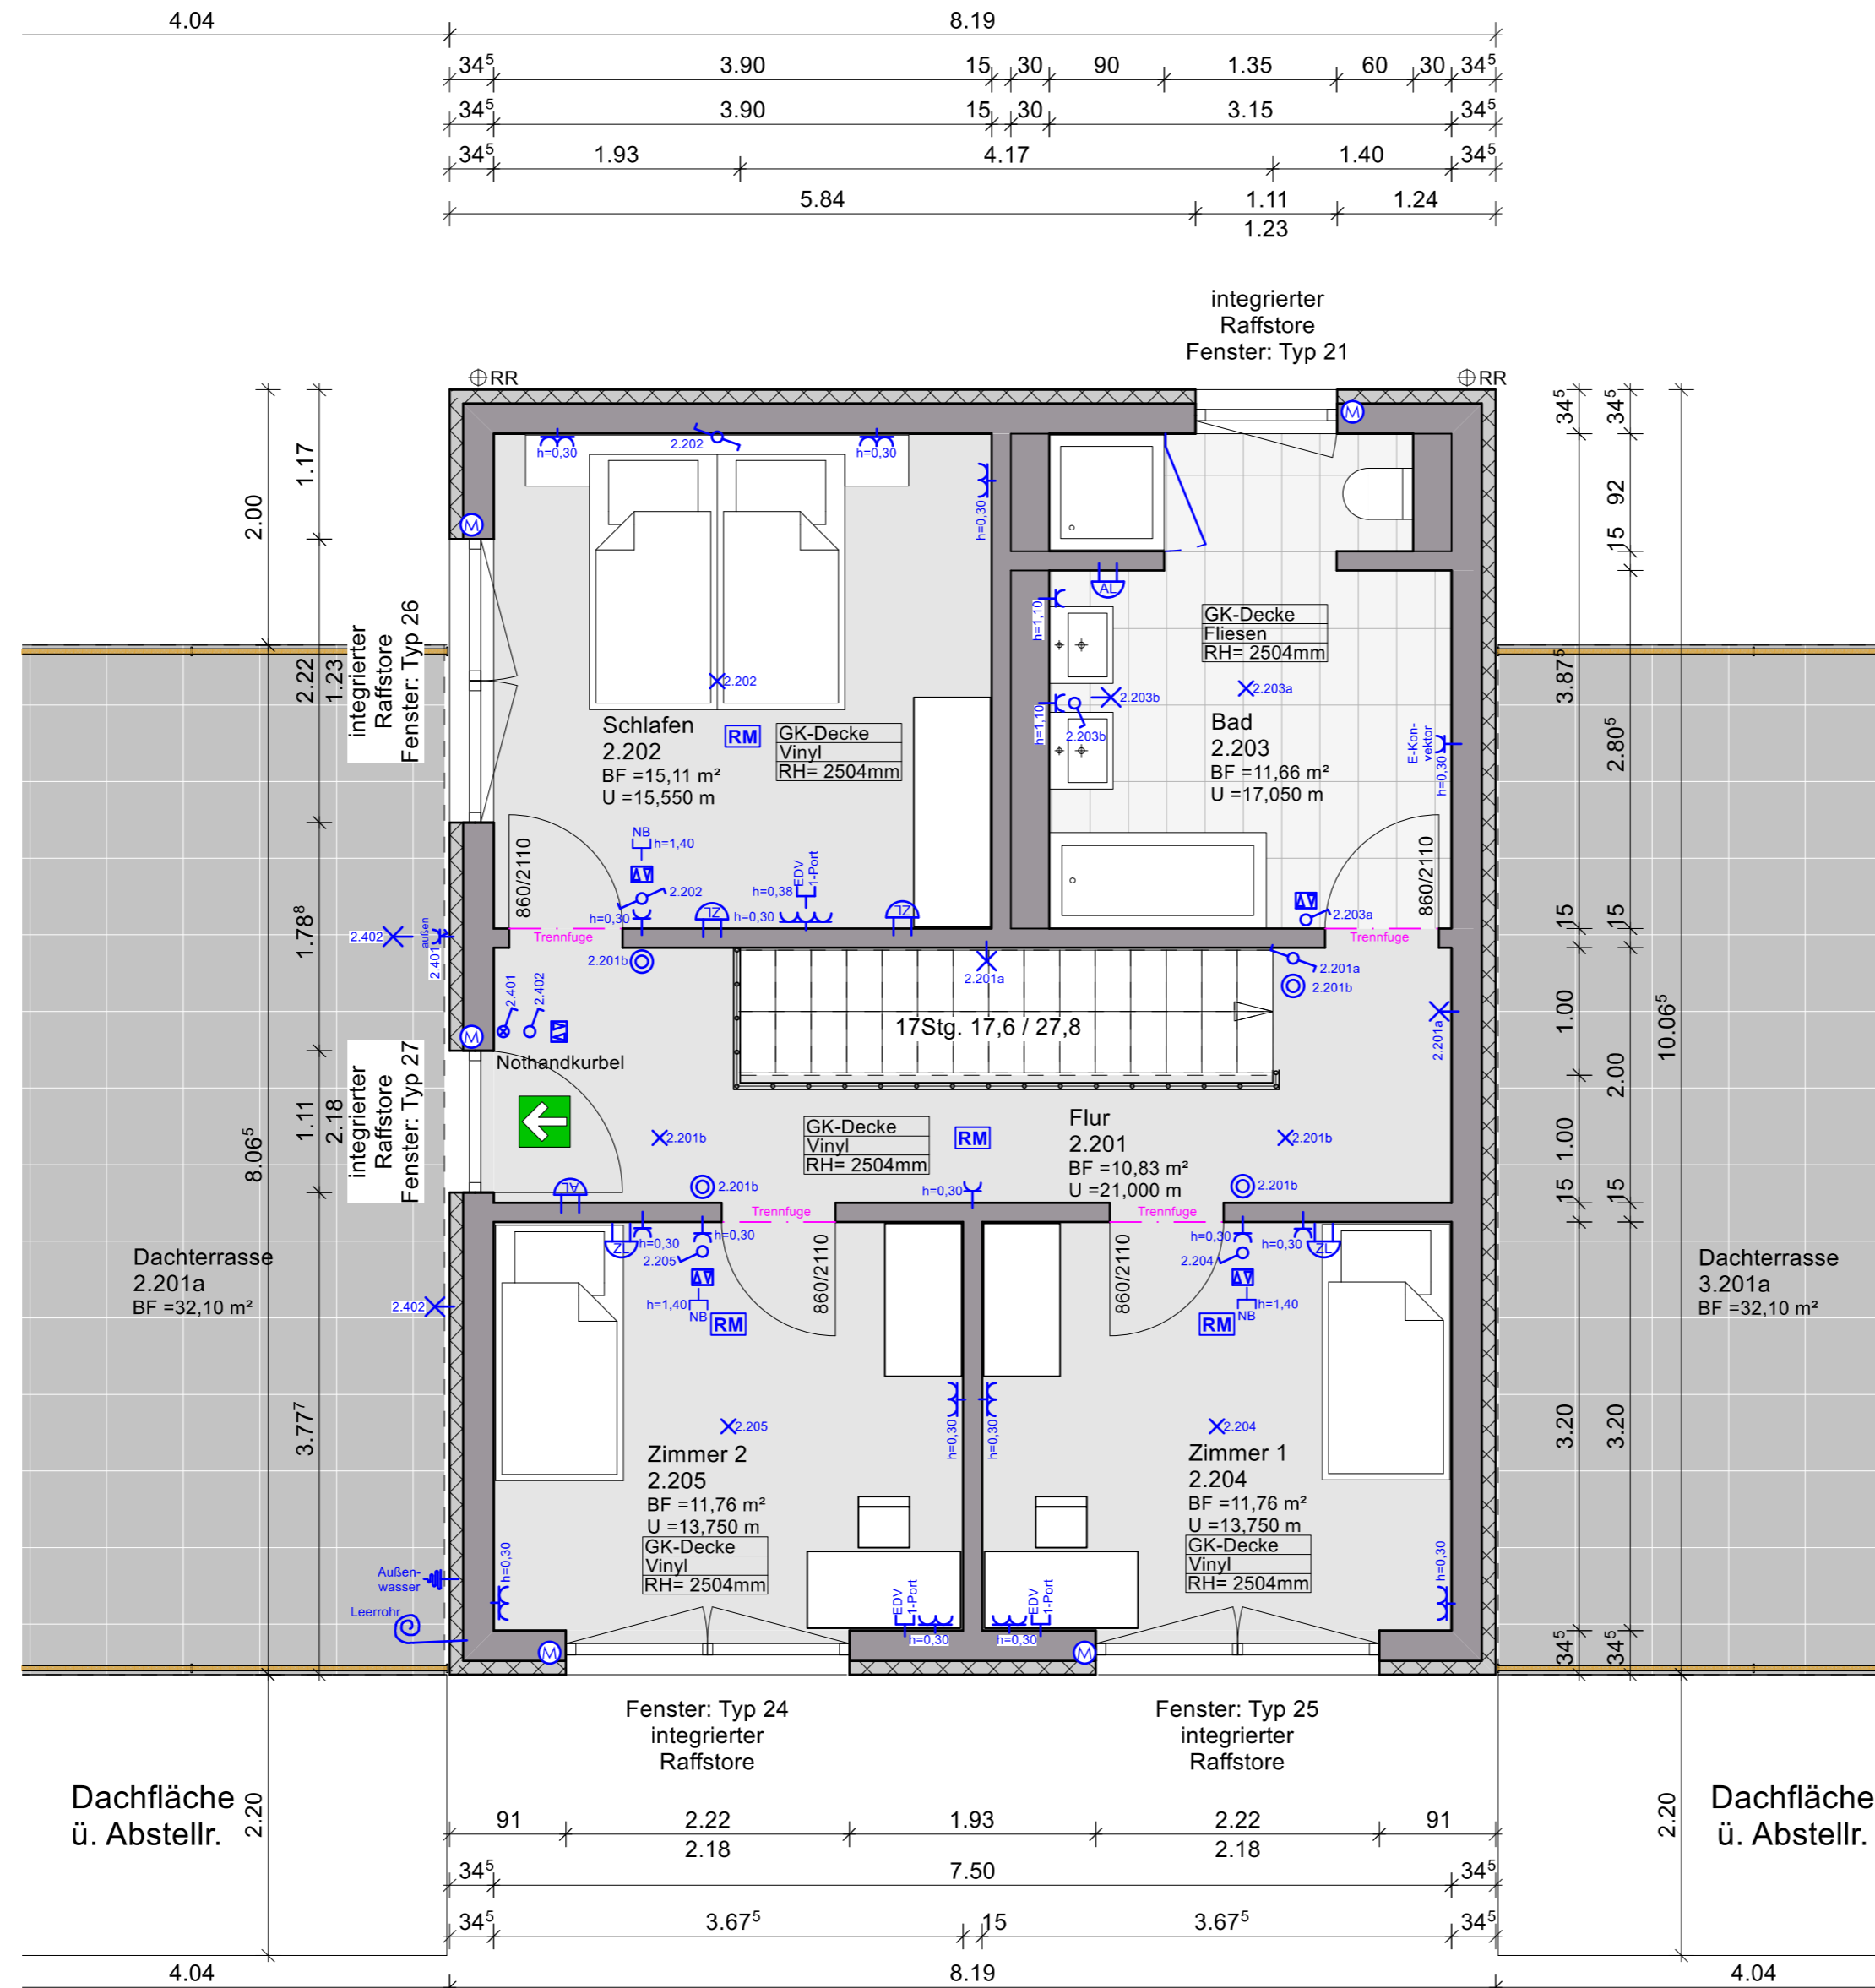 4.04
8.19
34⁵
3.90
15
30
90
1.35
60
30
34⁵
34⁵
3.90
15
30
3.15
34⁵
34⁵
1.93
4.17
1.40
34⁵
5.84
1.11
1.24
1.23
integrierter
Raffstore
Fenster: Typ 21
RR
RR
2.00
8.06⁵
2.20
1.17
2.22
1.23
1.78⁸
1.11
2.18
3.77⁷
integrierter
Raffstore
Fenster: Typ 26
integrierter
Raffstore
Fenster: Typ 27
M
M
M
M
M
h=0,30
2.202
h=0,30
h=0,30
2.202
Schlafen
2.202
BF =15,11 m²
U =15,550 m
RM
GK-Decke
Vinyl
RH= 2504mm
NB
h=1,40
2.202
h=0,30
860/2110
ZL
h=0,30
h=0,38
EDV
1-Port
ZL
Trennfuge
AL
h=1,10
h=1,10
2.203b
2.203b
GK-Decke
Fliesen
RH= 2504mm
2.203a
Bad
2.203
BF =11,66 m²
U =17,050 m
E-Kon-
vektor
h=0,30
860/2110
2.203a
Trennfuge
2.402
außen
2.401
2.401
2.402
Nothandkurbel
2.201b
2.201a
2.201a
2.201b
2.201a
17Stg. 17,6 / 27,8
2.201b
GK-Decke
Vinyl
RH= 2504mm
RM
Flur
2.201
BF =10,83 m²
U =21,000 m
2.201b
AL
2.201b
h=0,30
2.201b
Trennfuge
Trennfuge
Dachterrasse
2.201a
BF =32,10 m²
2.402
ZL
h=0,30
h=0,30
2.205
h=1,40
NB
RM
860/2110
2.205
h=0,30
Zimmer 2
2.205
BF =11,76 m²
U =13,750 m
GK-Decke
Vinyl
RH= 2504mm
h=0,30
EDV
1-Port
h=0,30
860/2110
h=0,30
2.204
h=0,30
ZL
h=1,40
NB
RM
2.204
h=0,30
Zimmer 1
2.204
BF =11,76 m²
U =13,750 m
GK-Decke
Vinyl
RH= 2504mm
h=0,30
EDV
1-Port
h=0,30
Außen-
wasser
Leerrohr
Dachterrasse
3.201a
BF =32,10 m²
34⁵
3.87⁵
15
1.00
1.00
15
3.20
34⁵
34⁵
92
15
2.80⁵
15
2.00
15
3.20
34⁵
10.06⁵
2.20
Fenster: Typ 24
integrierter
Raffstore
Fenster: Typ 25
integrierter
Raffstore
Dachfläche
ü. Abstellr.
Dachfläche
ü. Abstellr.
91
2.22
1.93
2.22
91
2.18
2.18
34⁵
7.50
34⁵
34⁵
3.67⁵
15
3.67⁵
34⁵
4.04
8.19
4.04